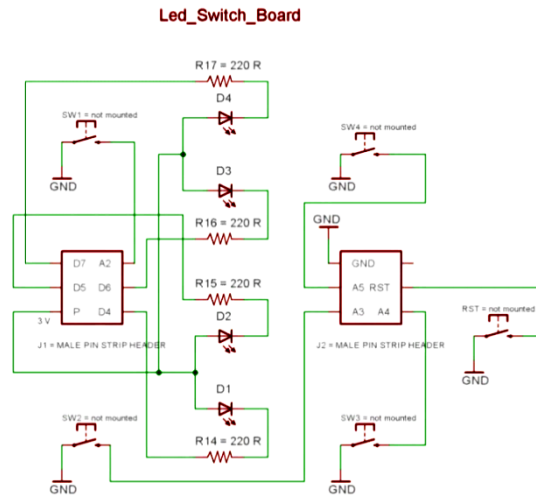 Led_Switch_Board
R17 = 220 R
D4
SW1 = not mounted
GND
SW4 = not mounted
GND
D3
R16 = 220 R
GND
D7 A2
D5 D6
P D4
3 V
J1 = MALE PIN STRIP HEADER
R15 = 220 R
D2
GND
A5 RST
A3 A4
J2 = MALE PIN STRIP HEADER
RST = not mounted
GND
D1
R14 = 220 R
SW2 = not mounted
GND
SW3 = not mounted
GND